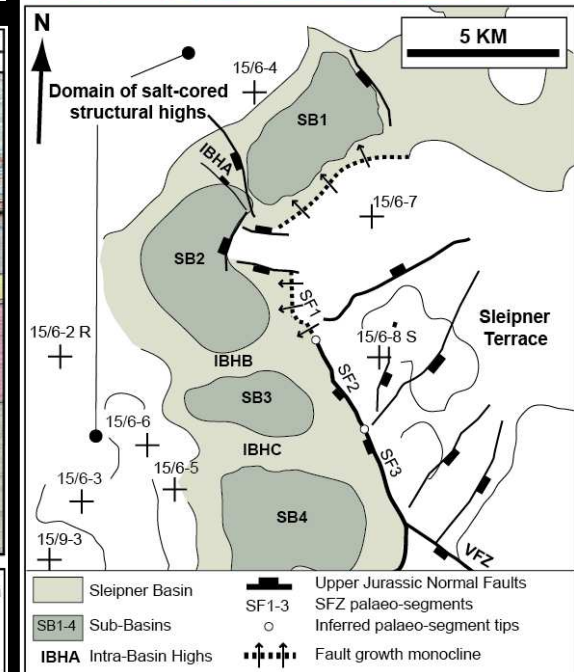 N
5 KM
15/6-4
Domain of salt-cored
structural highs
SB1
IBHA
15/6-7
SB2
SF1
Sleipner
Terrace
15/6-2 R
15/6-8 S
IBHB
SF2
SB3
15/6-6
SF3
IBHC
15/6-5
15/6-3
SB4
15/9-3
VFZ
Sleipner Basin
Upper Jurassic Normal Faults
SF1-3 SFZ palaeo-segments
SB1-4 Sub-Basins
Inferred palaeo-segment tips
IBHA Intra-Basin Highs
Fault growth monocline